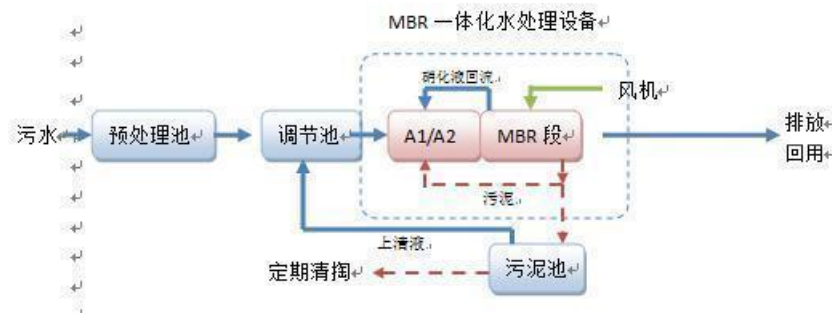 MBR 一体化水处理设备
硝化液回流
风机
污水
预处理池
调节池
A1/A2
MBR 段
排放
回用
污泥
上清液
定期清掏
污泥池